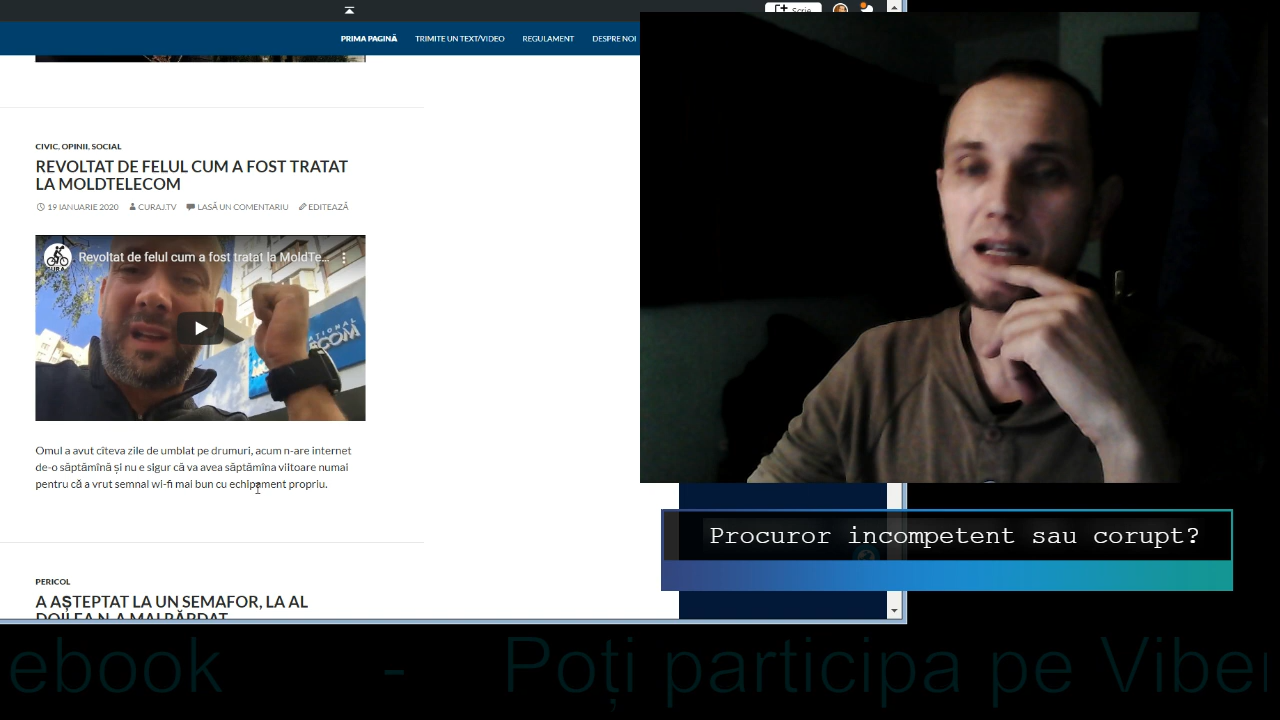 Scrie
PRIMA PAGINĂ TRIMITE UN TEXT/VIDEO REGULAMENT DESPRE NOI
CIVIC, OPINII, SOCIAL
REVOLTAT DE FELUL CUM A FOST TRATAT
LA MOLDTELECOM
19 IANUARIE 2020 CURAJ.TV LASĂ UN COMENTARIU EDITEAZĂ
Revoltat de felul cum a fost tratat la MoldTe...
Omul a avut cîteva zile de umblat pe drumuri, acum n-are internet
de-o săptămînă și nu e sigur că va avea săptămîna viitoare numai
pentru că a vrut semnal wi-fi mai bun cu echipament propriu.
PERICOL
A AȘTEPTAT LA UN SEMAFOR, LA AL
DOILEA N-A MAI RĂBDAT
Procuror incompetent sau corupt?
ebook - Poți participa pe Viber